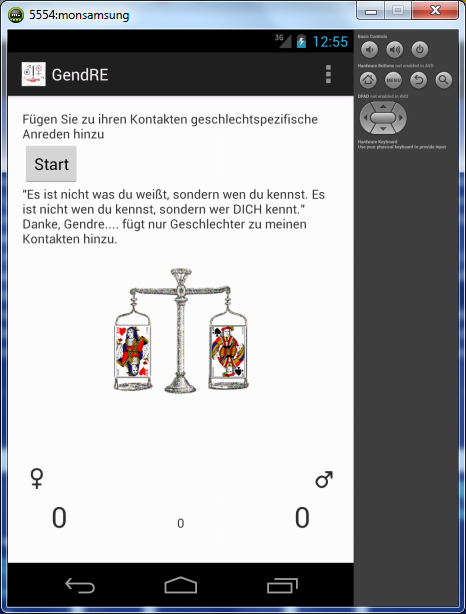 5554:monsamsung
3G 12:55
GendRE
Fügen Sie zu ihren Kontakten geschlechtspezifische
Anreden hinzu
Start
"Es ist nicht was du weißt, sondern wen du kennst. Es
ist nicht wen du kennst, sondern wer DICH kennt."
Danke, Gendre.... fügt nur Geschlechter zu meinen
Kontakten hinzu.
♀ ♂
0 0 0
Basic Controls
Hardware Buttons not enabled in AVD
MENU
DPAD not enabled in AVD
Hardware Keyboard
Use your physical keyboard to provide input